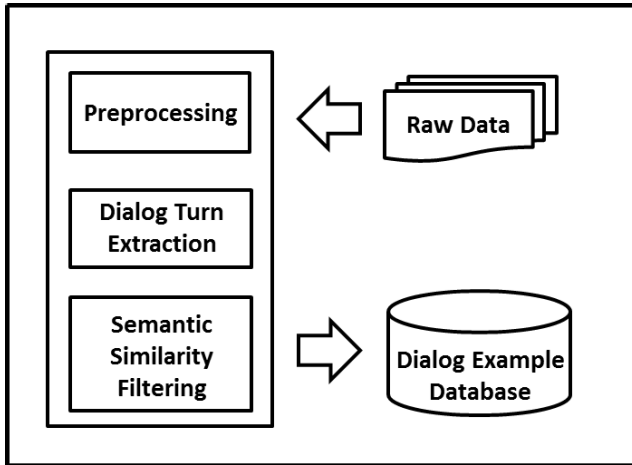 Preprocessing
Raw Data
Dialog Turn
Extraction
Semantic
Similarity
Filtering
Dialog Example
Database